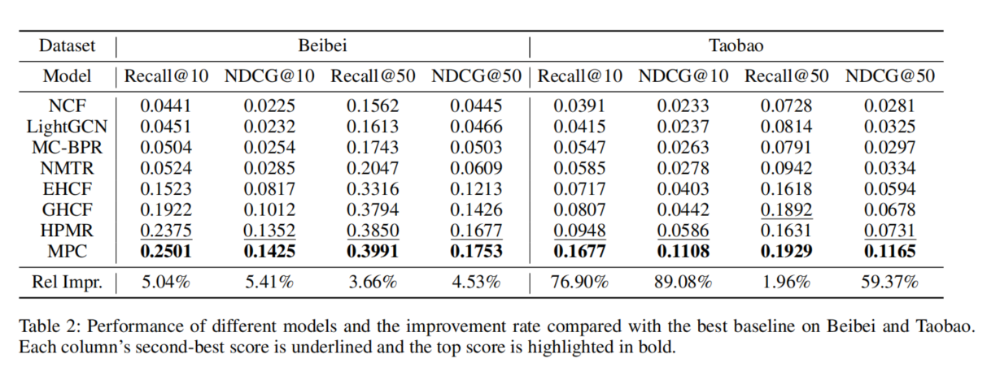 Dataset Beibei Taobao
Model Recall@10 NDCG@10 Recall@50 NDCG@50 Recall@10 NDCG@10 Recall@50 NDCG@50
NCF 0.0441 0.0225 0.1562 0.0445 0.0391 0.0233 0.0728 0.0281
LightGCN 0.0451 0.0232 0.1613 0.0466 0.0415 0.0237 0.0814 0.0325
MC-BPR 0.0504 0.0254 0.1743 0.0503 0.0547 0.0263 0.0791 0.0297
NMTR 0.0524 0.0285 0.2047 0.0609 0.0585 0.0278 0.0942 0.0334
EHCF 0.1523 0.0817 0.3316 0.1213 0.0717 0.0403 0.1618 0.0594
GHCF 0.1922 0.1012 0.3794 0.1426 0.0807 0.0442 0.1892 0.0678
HPMR 0.2375 0.1352 0.3850 0.1677 0.0948 0.0586 0.1631 0.0731
MPC 0.2501 0.1425 0.3991 0.1753 0.1677 0.1108 0.1929 0.1165
Rel Impr. 5.04% 5.41% 3.66% 4.53% 76.90% 89.08% 1.96% 59.37%
Table 2: Performance of different models and the improvement rate compared with the best baseline on Beibei and Taobao.
Each column's second-best score is underlined and the top score is highlighted in bold.